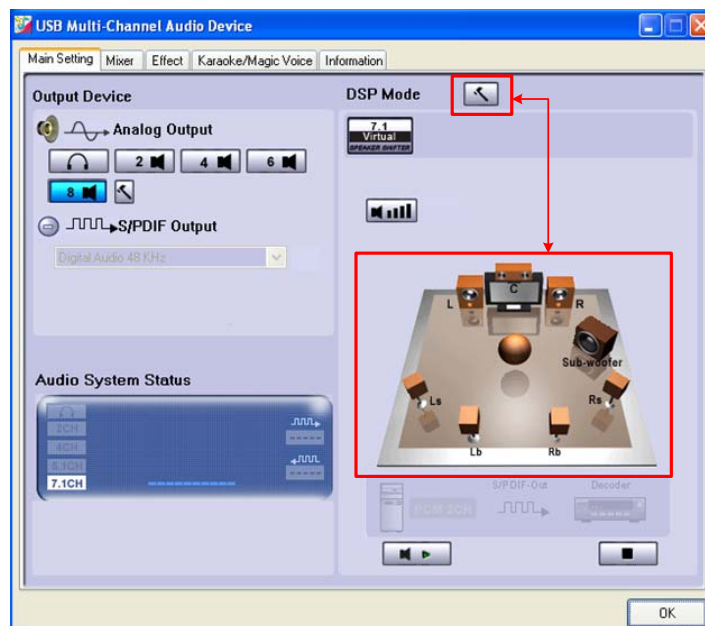 USB Multi-Channel Audio Device
Main Setting Mixer Effect Karaoke/Magic Voice Information
Output Device
Analog Output
2 4 6
8
S/PDIF Output
Digital Audio 48 KHz
Audio System Status
2CH
4CH
5.1CH
7.1CH
DSP Mode
7.1
Virtual
SPEAKER SHIFTER
L C R
Sub-woofer
Ls Rs
Lb Rb
S/PDIF-Out Decoder
PCM 2CH
OK